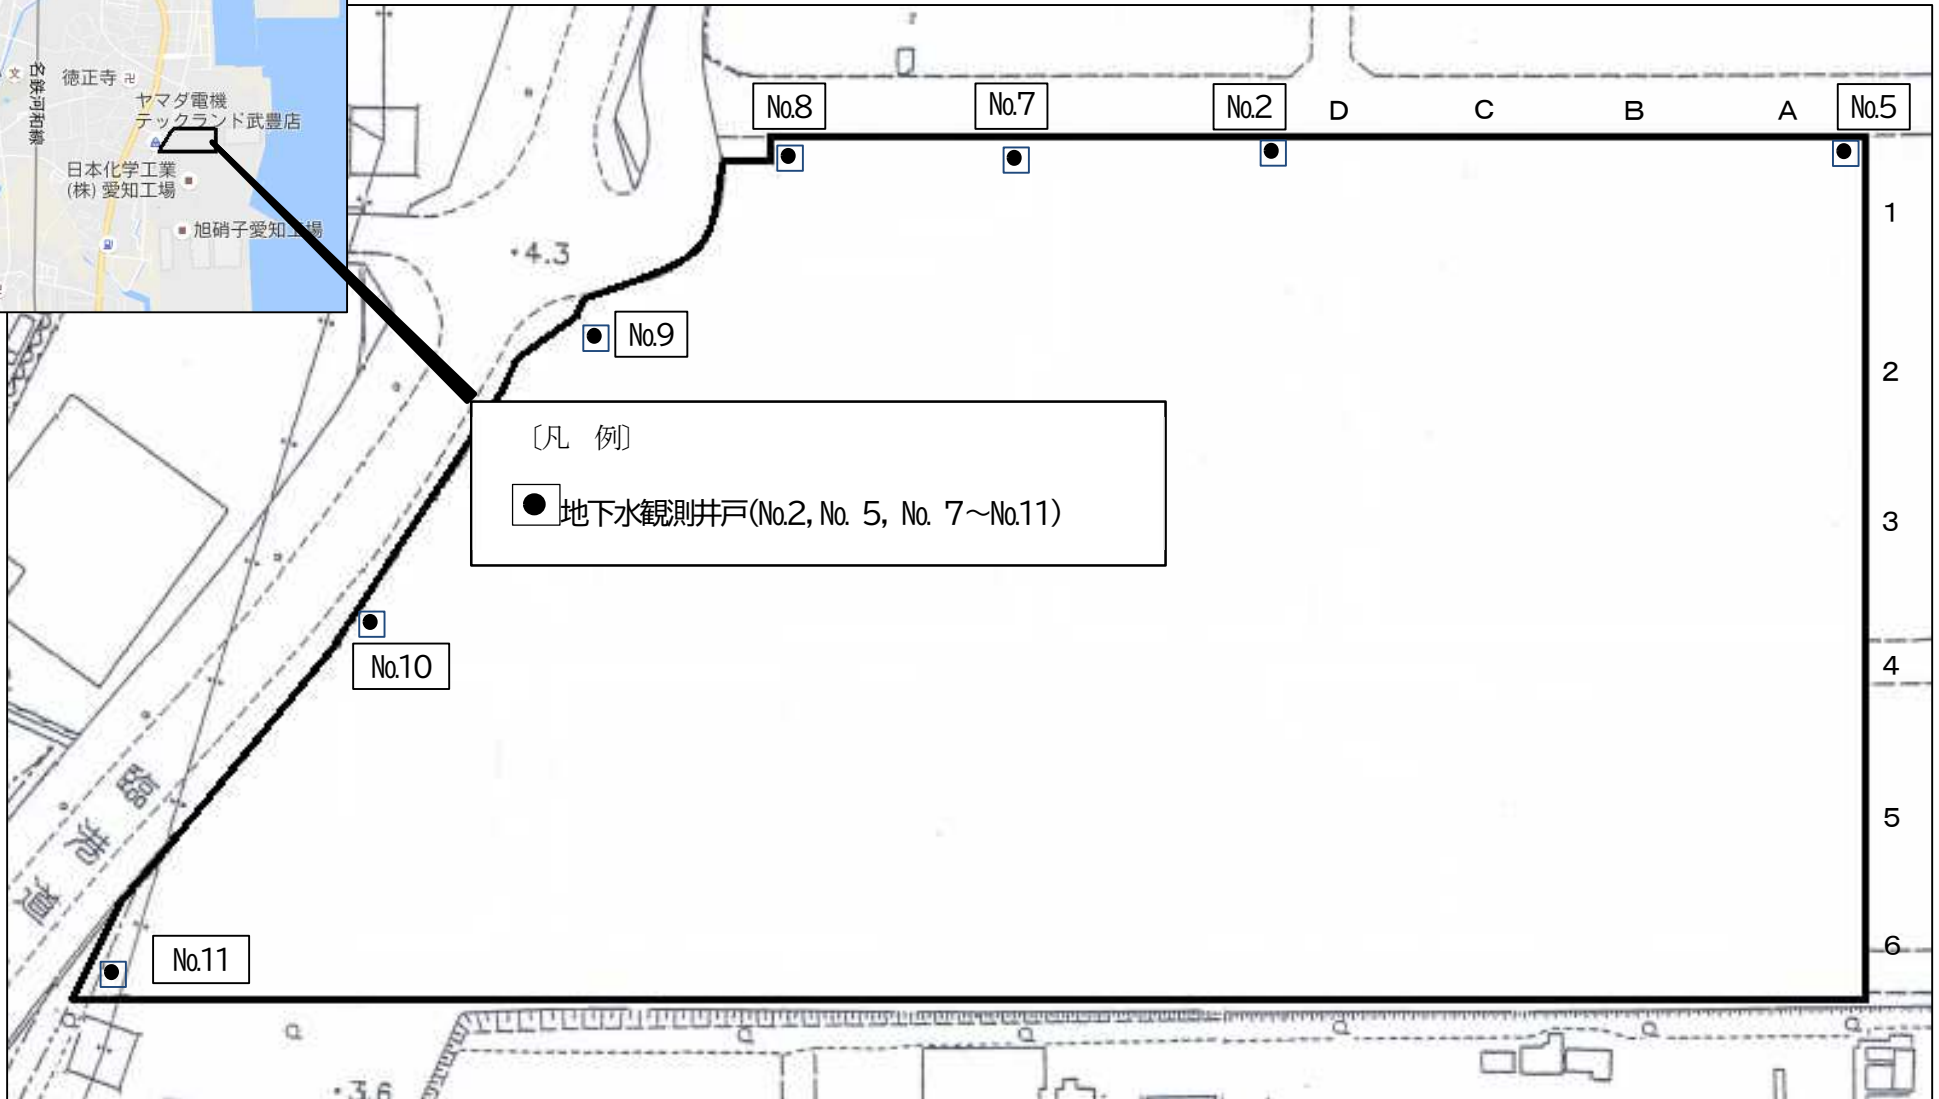 文
徳正寺 卍
名鉄河和線
ヤマダ電機
テックランド武豊店
日本化学工業
(株) 愛知工場
旭硝子愛知工場
No.8
No.7
No.2
D
C
B
A
No.5
1
・4.3
No.9
2
〔凡　例〕
地下水観測井戸(No.2, No. 5, No. 7～No.11)
3
No.10
4
臨
港
5
No.11
6
・3.6